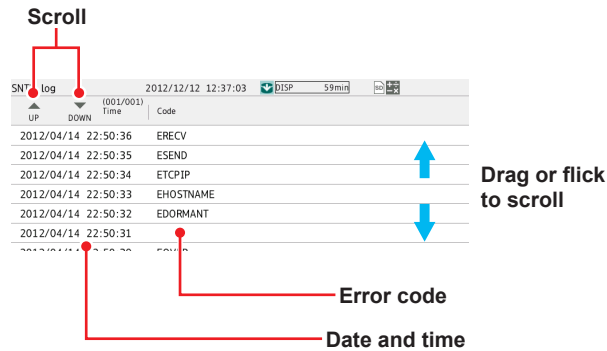 Scroll
log 2012/12/12 12:37:03 DISP 59min
UP DOWN (001/001) Time Code
2012/04/14 22:50:36 ERECV
2012/04/14 22:50:35 ESEND
2012/04/14 22:50:34 ETCPIP
2012/04/14 22:50:33 EHOSTNAME
2012/04/14 22:50:32 EDORMANT
2012/04/14 22:50:31
Drag or flick
to scroll
Error code
Date and time